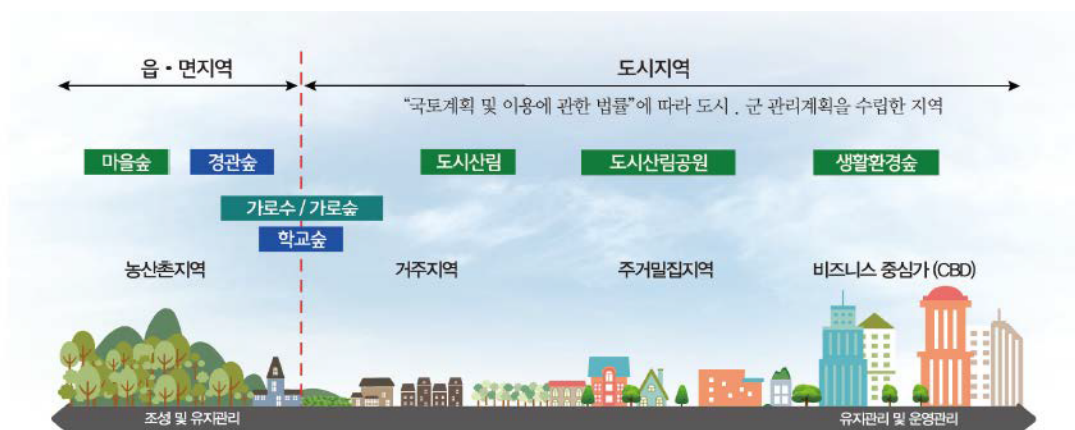 읍・면지역
도시지역
“국토계획 및 이용에 관한 법률”에 따라 도시 . 군 관리계획을 수립한 지역
마을숲
경관숲
도시산림
도시산림공원
생활환경숲
가로수 / 가로숲
학교숲
농산촌지역
거주지역
주거밀집지역
비즈니스 중심가 (CBD)
조성 및 유지관리
유지관리 및 운영관리